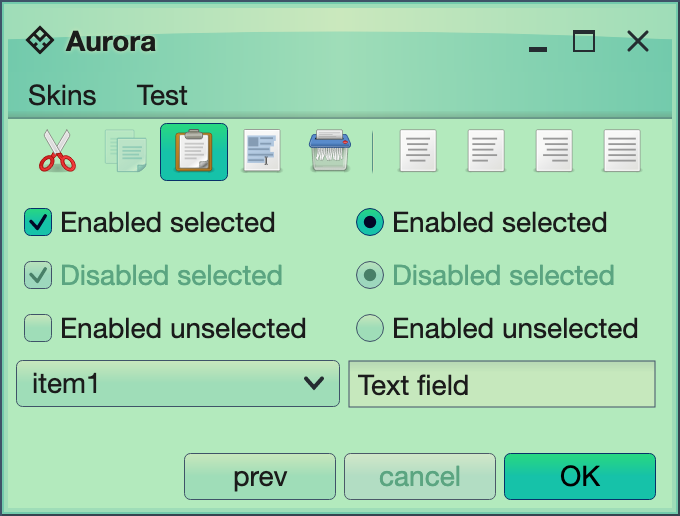 Aurora
Skins Test
Enabled selected Enabled selected
Disabled selected Disabled selected
Enabled unselected Enabled unselected
item1 Text field
prev cancel OK